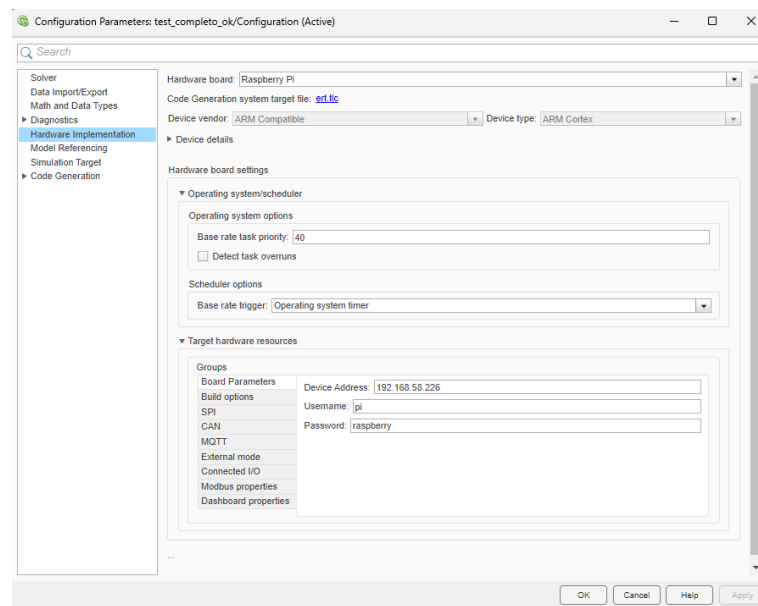 Configuration Parameters: test_completo_ok/Configuration (Active)
Search
Solver
Data Import/Export
Math and Data Types
Diagnostics
Hardware Implementation
Model Referencing
Simulation Target
Code Generation
Hardware board: Raspberry Pi
Code Generation system target file: ert.tlc
Device vendor: ARM Compatible Device type: ARM Cortex
Device details
Hardware board settings
Operating system/scheduler
Operating system options
Base rate task priority: 40
Detect task overruns
Scheduler options
Base rate trigger: Operating system timer
Target hardware resources
Groups
Board Parameters
Build options
SPI
CAN
MQTT
External mode
Connected I/O
Modbus properties
Dashboard properties
Device Address: 192.168.58.226
Username: pi
Password: raspberry
...
OK Cancel Help Apply